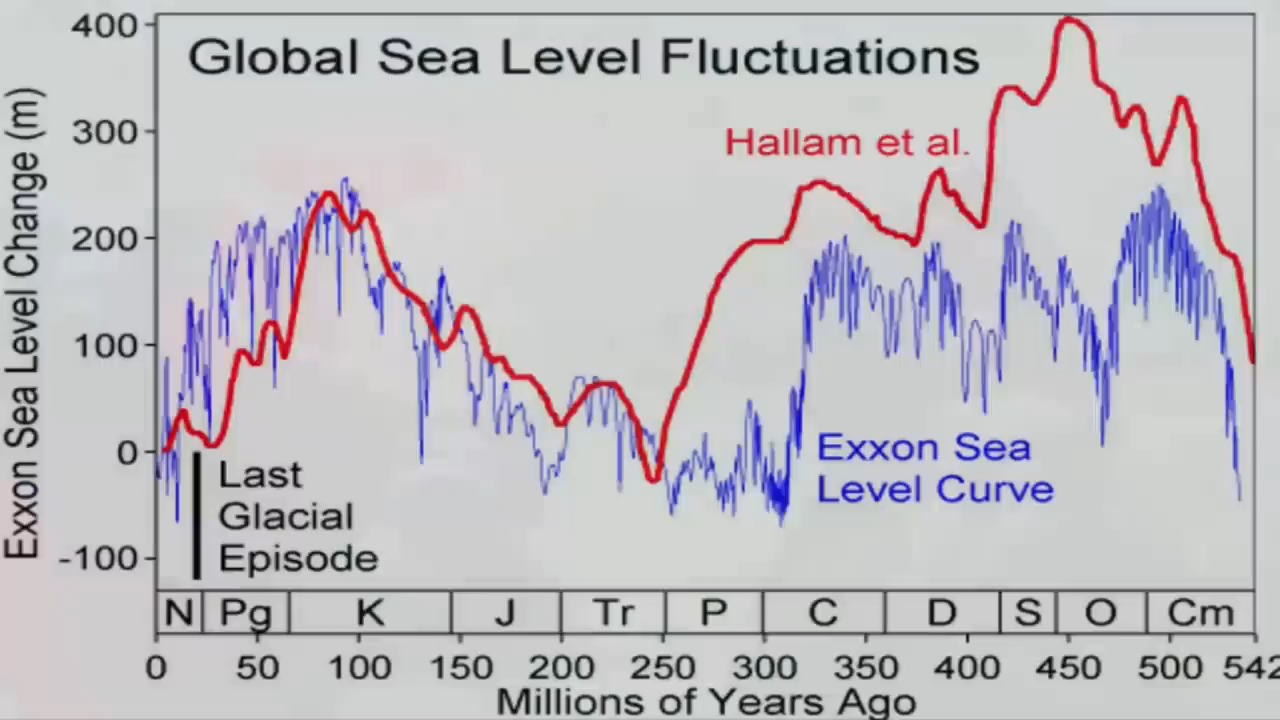 Global Sea Level Fluctuations
Exxon Sea Level Change (m)
400
300
200
100
0
-100
Hallam et al.
Exxon Sea
Level Curve
Last
Glacial
Episode
N Pg K J Tr P C D S O Cm
0 50 100 150 200 250 300 350 400 450 500 542
Millions of Years Ago